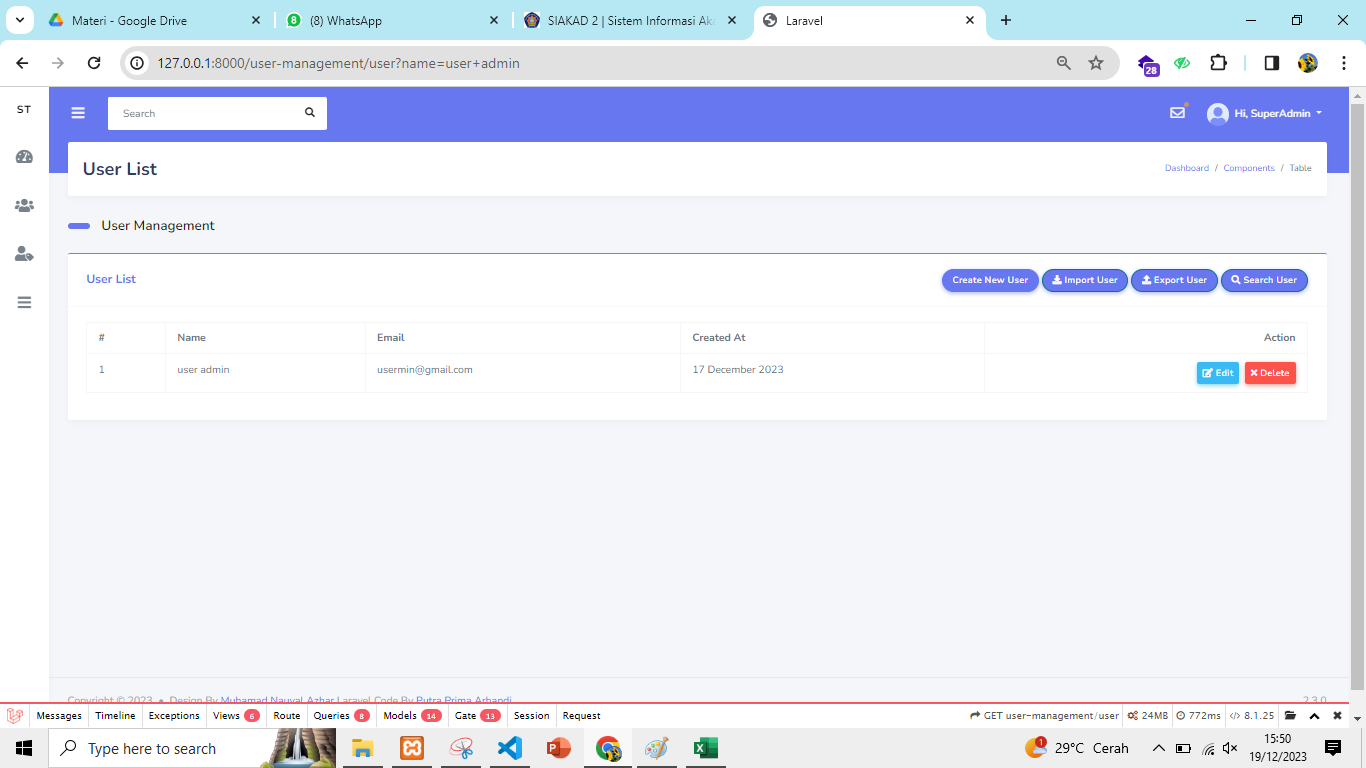 Materi - Google Drive
8 (8) WhatsApp
SIAKAD 2 | Sistem Informasi Aka
Laravel
127.0.0.1:8000/user-management/user?name=user+admin
28
ST
Search
Hi, SuperAdmin
User List
Dashboard / Components / Table
User Management
User List
Create New User
Import User
Export User
Search User
# Name Email Created At Action
1 user admin usermin@gmail.com 17 December 2023 Edit Delete
Copyright © 2023 • Design By Muhamad Nauval Azhar Laravel Code By Putra Prima Arhandi
2.3.0
Messages Timeline Exceptions Views 6 Route Queries 8 Models 14 Gate 13 Session Request GET user-management/user 24MB 772ms 8.1.25
Type here to search
1 29°C Cerah
15:50
19/12/2023